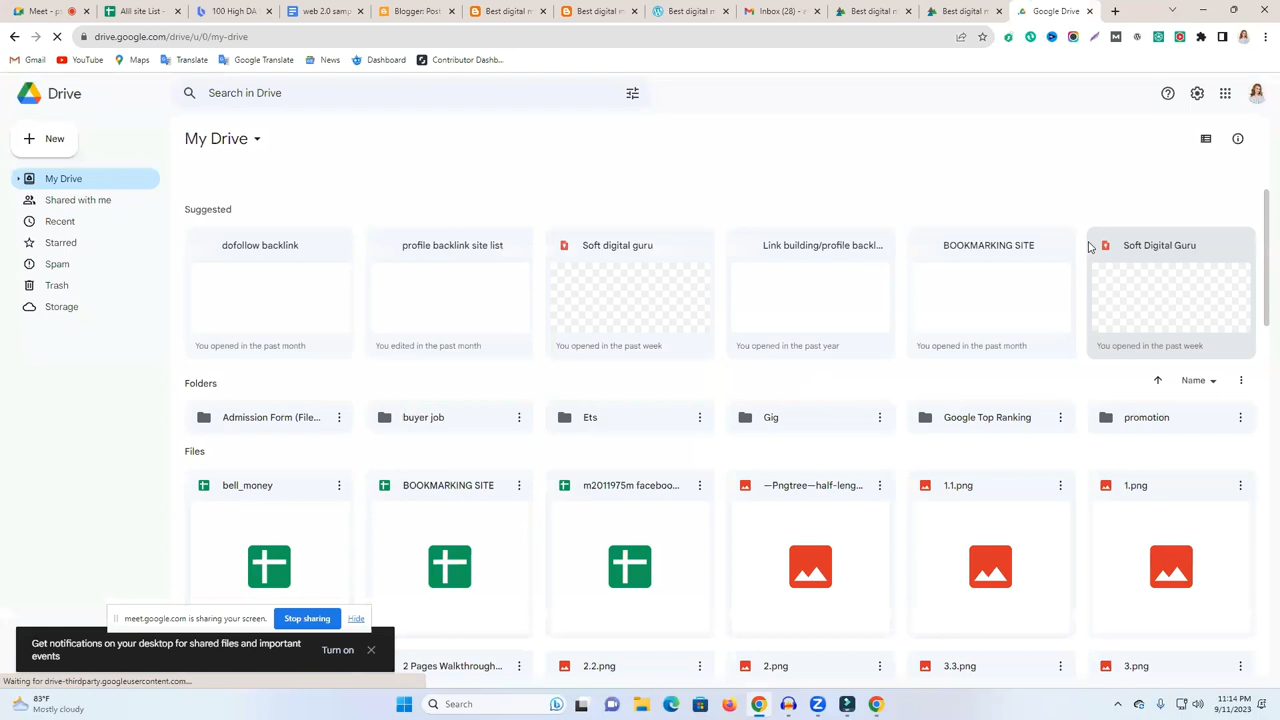 Meet - p
All site List -
100 High DA
web 2.0 samp
Blogger Post
Best digital m
Best digital m
Best digital m
Inbox (28)
Best digital m
Best digital m
Google Drive
drive.google.com/drive/u/0/my-drive
Gmail
YouTube
Maps
Translate
Google Translate
News
Dashboard
Contributor Dashb...
Drive
Search in Drive
New
My Drive
My Drive
Shared with me
Recent
Starred
Spam
Trash
Storage
Suggested
dofollow backlink
profile backlink site list
Soft digital guru
Link building/profile backl...
BOOKMARKING SITE
Soft Digital Guru
You opened in the past month
You edited in the past month
You opened in the past week
You opened in the past year
You opened in the past month
You opened in the past week
Folders
Name
Admission Form (File...
buyer job
Ets
Gig
Google Top Ranking
promotion
Files
bell_money
BOOKMARKING SITE
m2011975m faceboo...
—Pngtree—half-leng...
1.1.png
1.png
meet.google.com is sharing your screen.
Stop sharing
Hide
Get notifications on your desktop for shared files and important
events
Turn on
2 Pages Walkthrough...
2.2.png
2.png
3.3.png
3.png
Waiting for drive-thirdparty.googleusercontent.com...
83°F
Mostly cloudy
Search
11:14 PM
9/11/2023